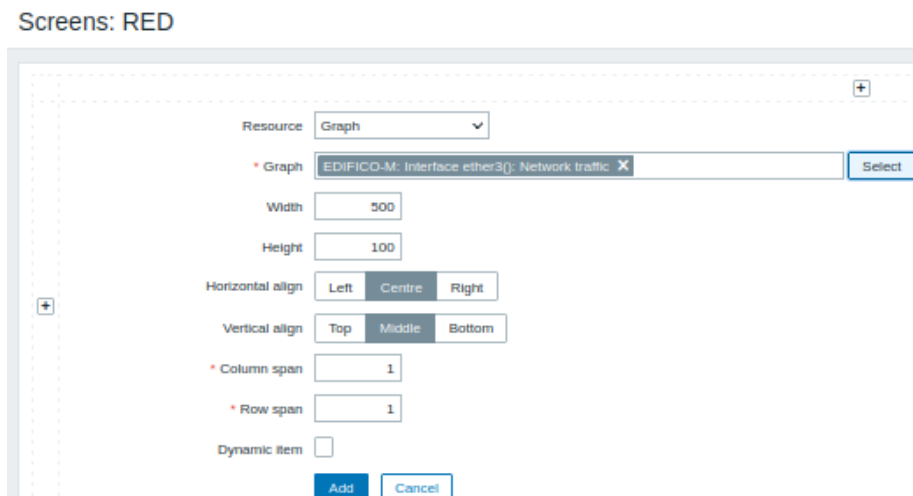 Screens: RED
+
Resource Graph
* Graph EDIFICO-M: Interface ether3(): Network traffic ✕ Select
Width 500
Height 100
Horizontal align Left Centre Right
+
Vertical align Top Middle Bottom
* Column span 1
* Row span 1
Dynamic item
Add Cancel